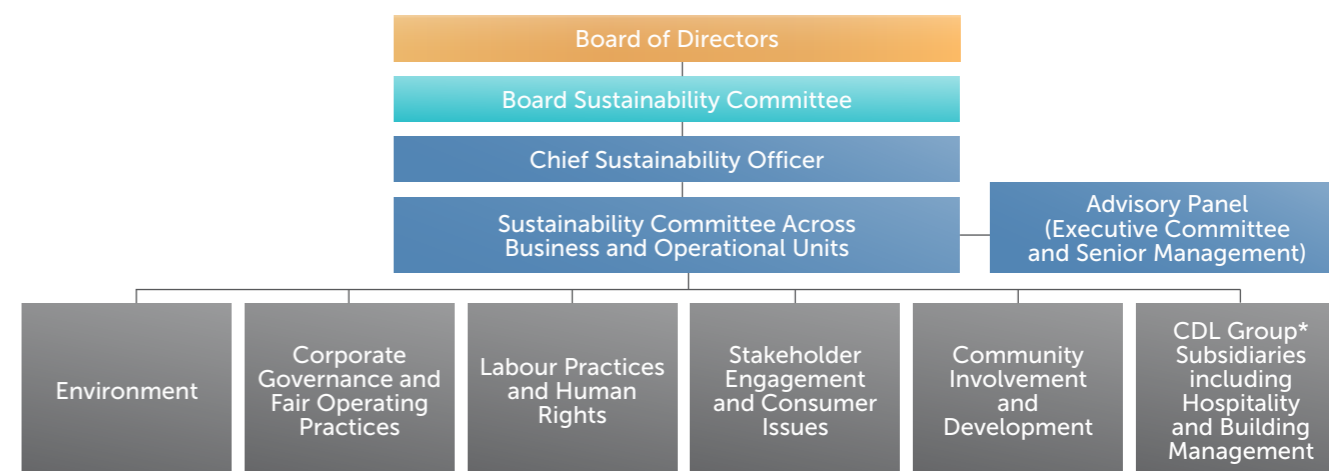 Board of Directors
Board Sustainability Committee
Chief Sustainability Officer
Sustainability Committee Across
Business and Operational Units
Advisory Panel
(Executive Committee
and Senior Management)
Environment
Corporate
Governance and
Fair Operating
Practices
Labour Practices
and Human
Rights
Stakeholder
Engagement
and Consumer
Issues
Community
Involvement
and
Development
CDL Group*
Subsidiaries
including
Hospitality
and Building
Management